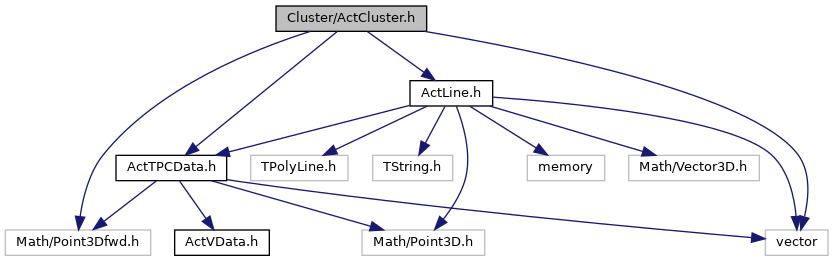 Cluster/ActCluster.h
ActLine.h
ActTPCData.h
TPolyLine.h
TString.h
memory
Math/Vector3D.h
Math/Point3Dfwd.h
ActVData.h
Math/Point3D.h
vector